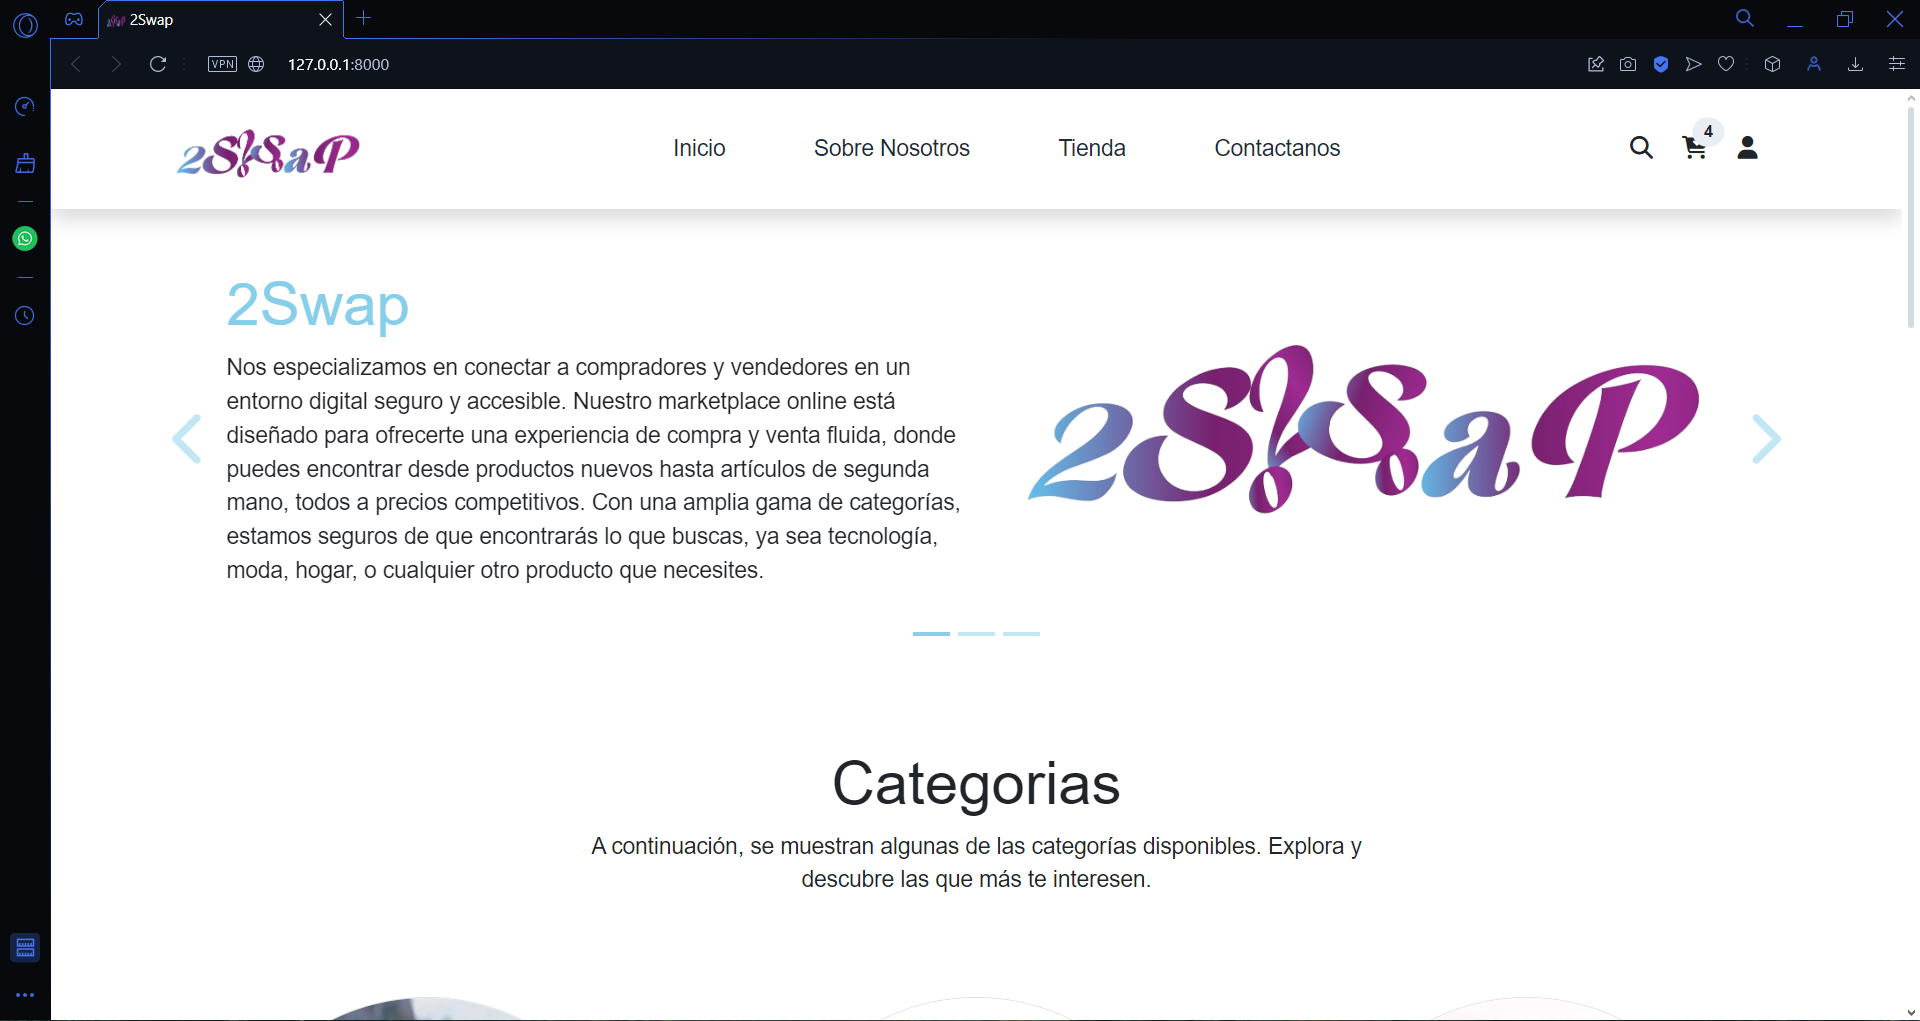 2Swap
VPN
127.0.0.1:8000
2SWaP
Inicio
Sobre Nosotros
Tienda
Contactanos
4
2Swap
Nos especializamos en conectar a compradores y vendedores en un
entorno digital seguro y accesible. Nuestro marketplace online está
diseñado para ofrecerte una experiencia de compra y venta fluida, donde
puedes encontrar desde productos nuevos hasta artículos de segunda
mano, todos a precios competitivos. Con una amplia gama de categorías,
estamos seguros de que encontrarás lo que buscas, ya sea tecnología,
moda, hogar, o cualquier otro producto que necesites.
2SWaP
Categorias
A continuación, se muestran algunas de las categorías disponibles. Explora y
descubre las que más te interesen.